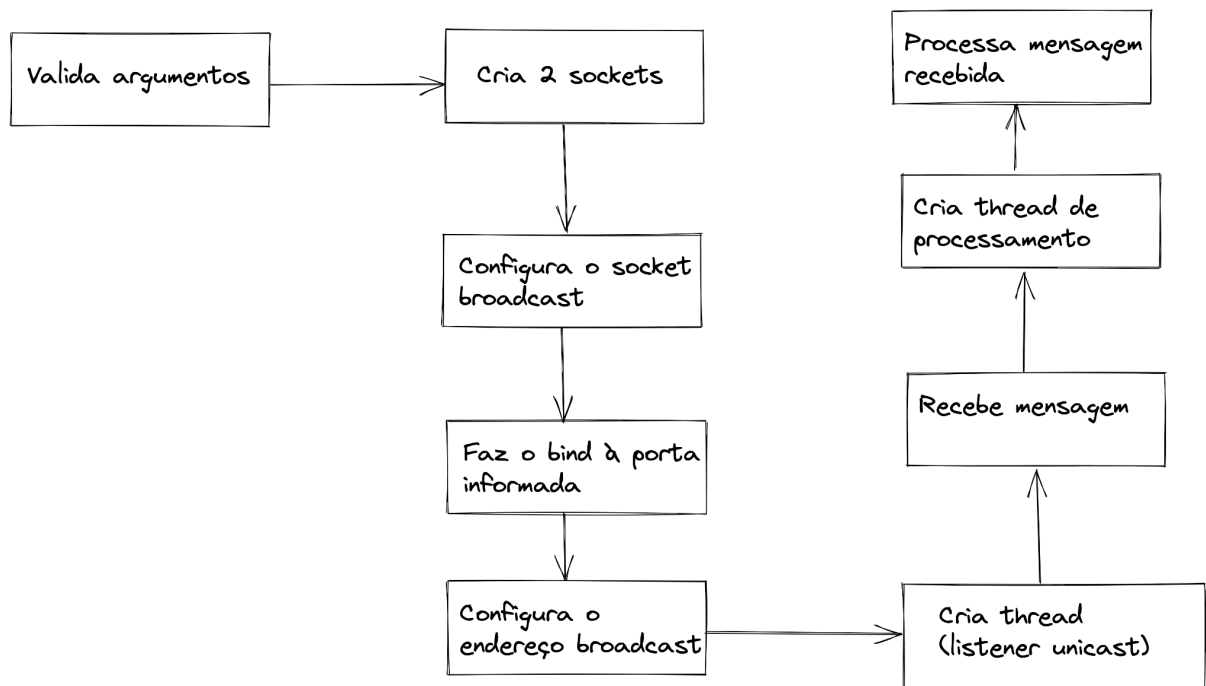 Valida argumentos
Cria 2 sockets
Configura o socket
broadcast
Faz o bind à porta
informada
Configura o
endereço broadcast
Cria thread
(listener unicast)
Recebe mensagem
Cria thread de
processamento
Processa mensagem
recebida